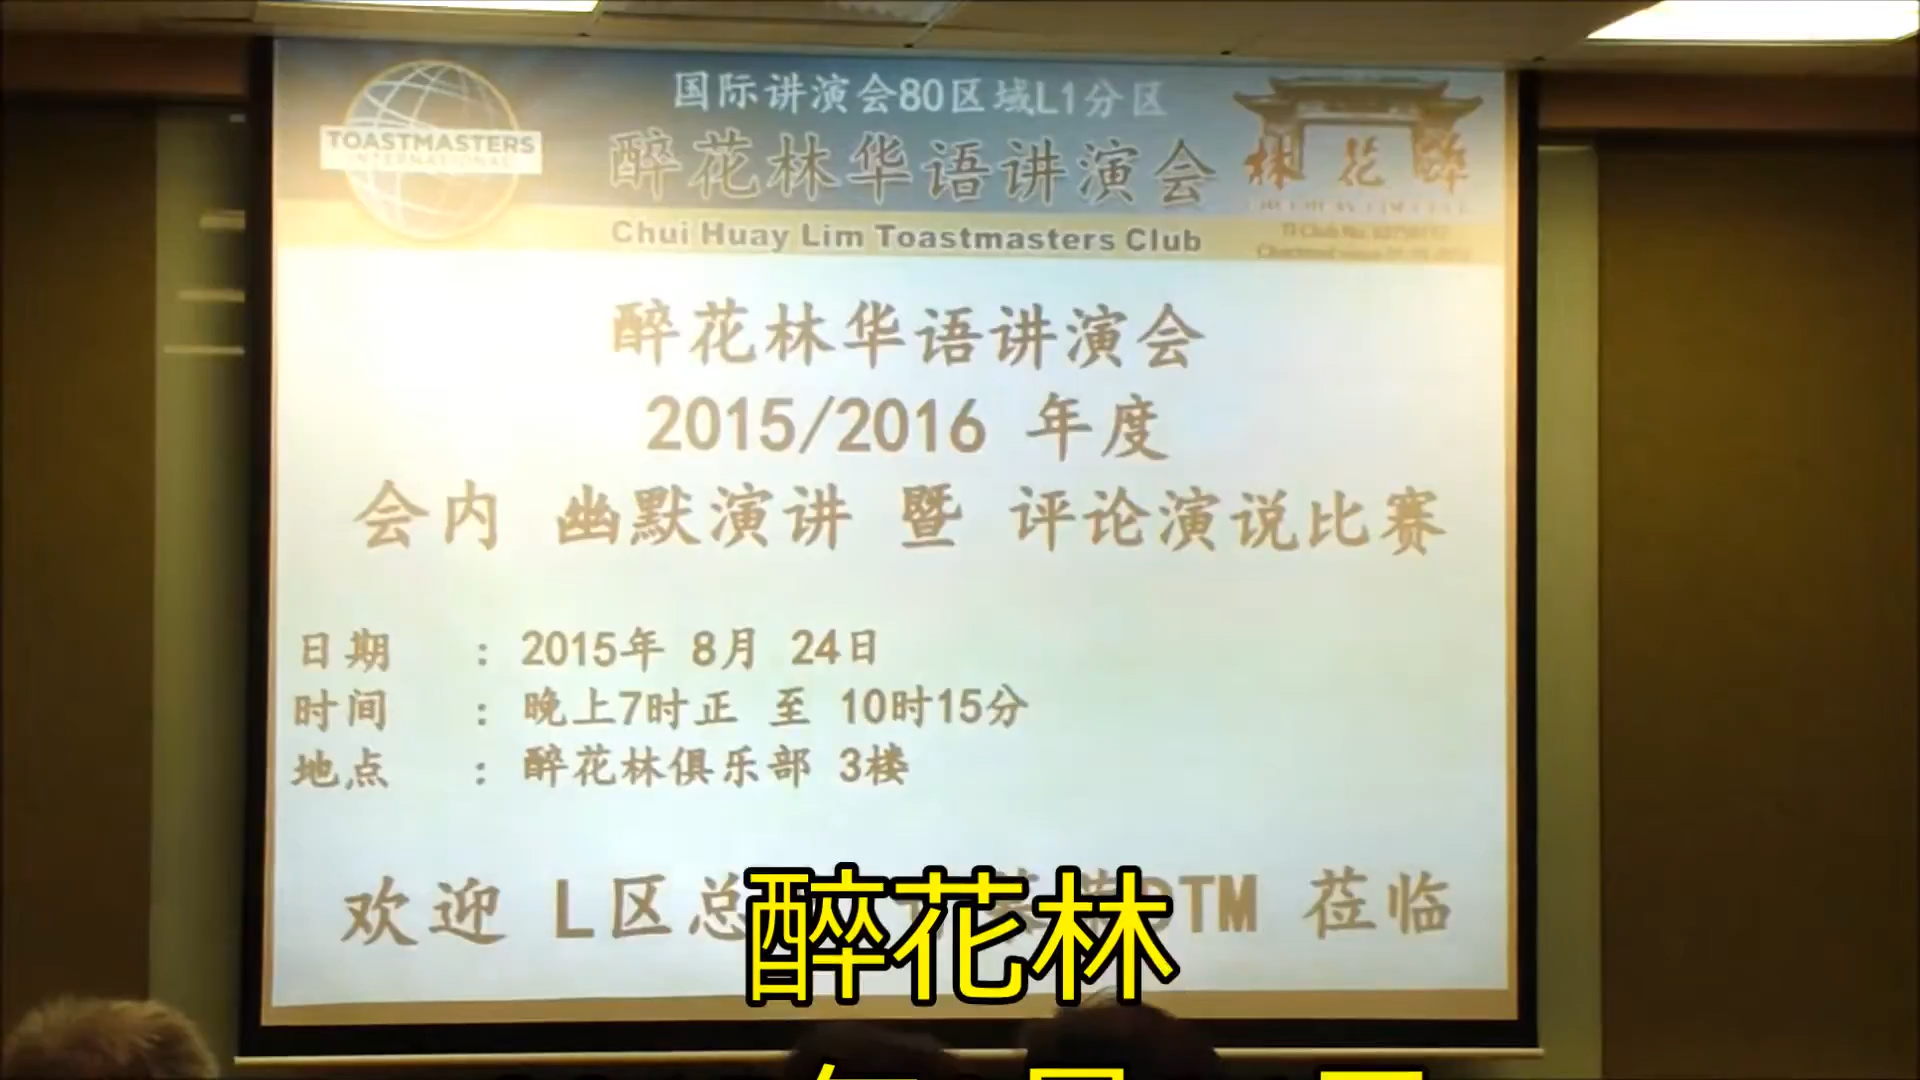 国际讲演会80区域L1分区
TOASTMASTERS
INTERNATIONAL
醉花林华语讲演会
林花醉
Chui Huay Lim Toastmasters Club
醉花林华语讲演会
2015/2016 年度
会内 幽默演讲 暨 评论演说比赛
日期 : 2015年 8月 24日
时间 : 晚上7时正 至 10时15分
地点 : 醉花林俱乐部 3楼
欢迎 L区总 DTM 莅临
醉花林